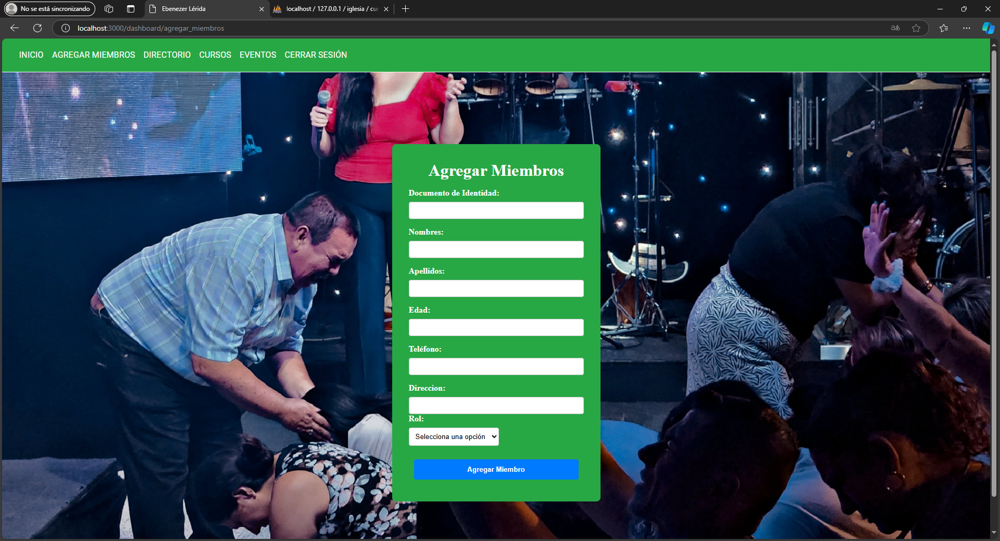 No se está sincronizando
Ebenezer Lérida
localhost / 127.0.0.1 / iglesia / cur
localhost:3000/dashboard/agregar_miembros
INICIO AGREGAR MIEMBROS DIRECTORIO CURSOS EVENTOS CERRAR SESIÓN
Agregar Miembros
Documento de Identidad:
Nombres:
Apellidos:
Edad:
Teléfono:
Direccion:
Rol:
Selecciona una opción
Agregar Miembro